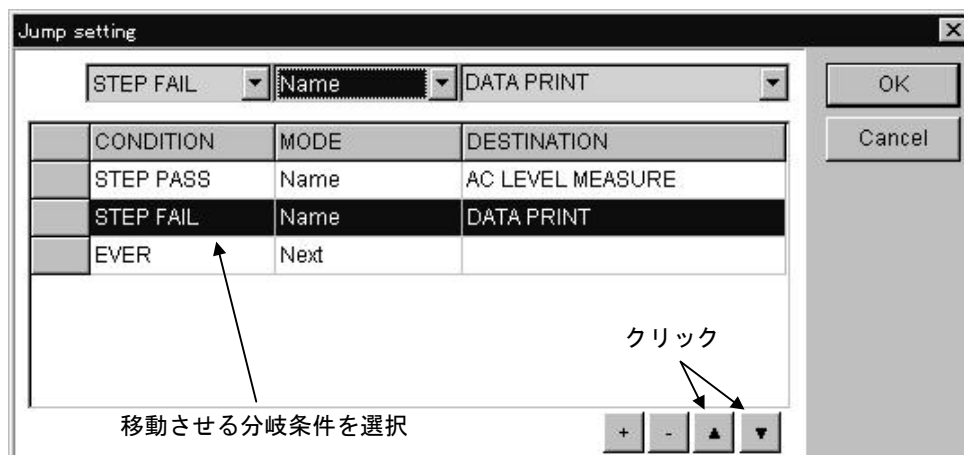 Jump setting
STEP FAIL Name DATA PRINT OK
CONDITION MODE DESTINATION Cancel
STEP PASS Name AC LEVEL MEASURE
STEP FAIL Name DATA PRINT
EVER Next
クリック
移動させる分岐条件を選択
+ - ▲ ▼